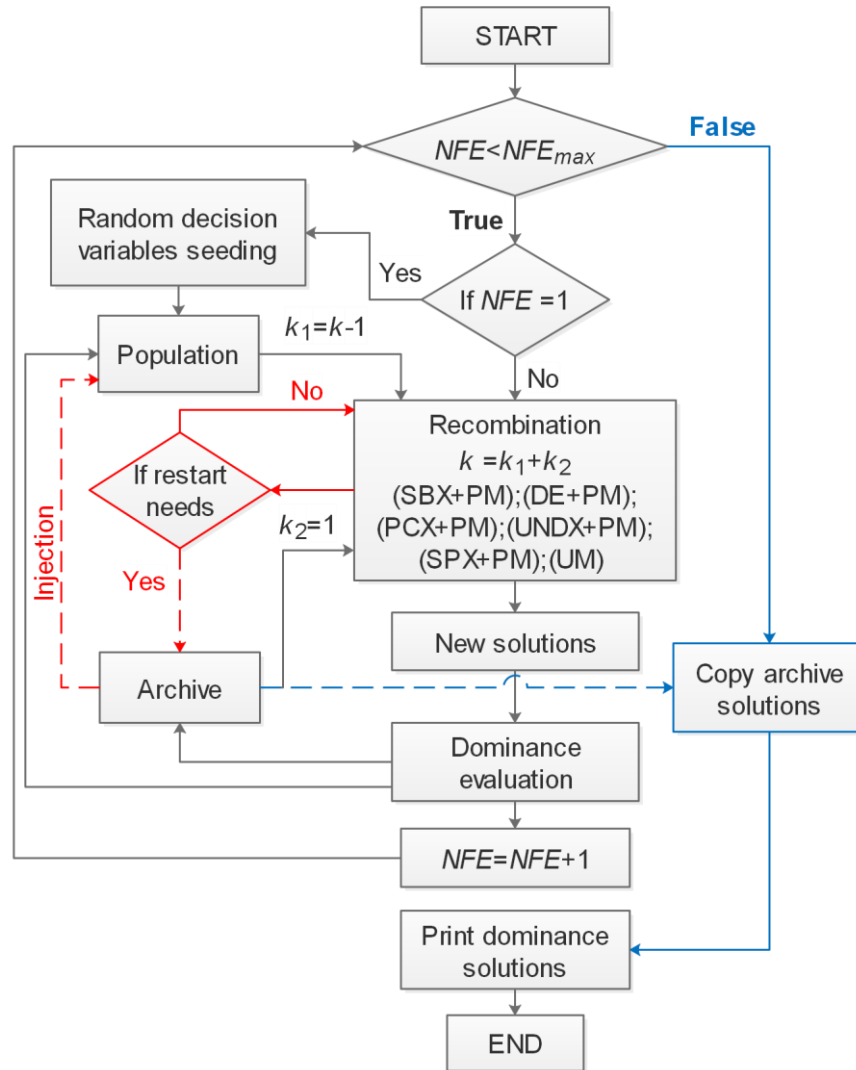 START
NFE<NFEmax
False
True
Random decision
variables seeding
Yes
If NFE =1
k1=k-1
Population
No
No
Recombination
k =k1+k2
(SBX+PM);(DE+PM);
(PCX+PM);(UNDX+PM);
(SPX+PM);(UM)
If restart
needs
k2=1
Injection
Yes
New solutions
Archive
Copy archive
solutions
Dominance
evaluation
NFE=NFE+1
Print dominance
solutions
END